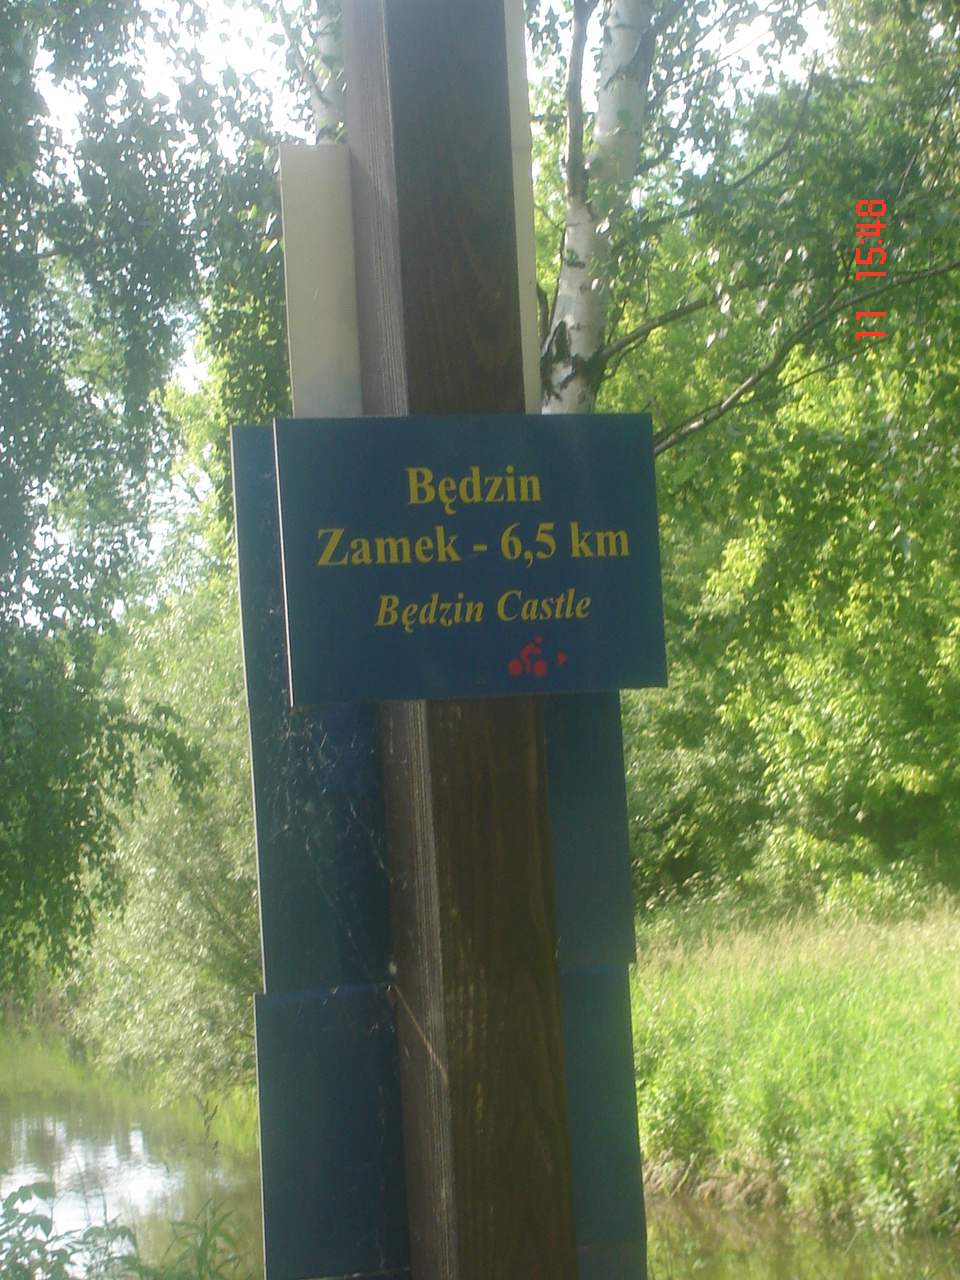 Będzin
Zamek - 6,5 km
Będzin Castle
11 15:48